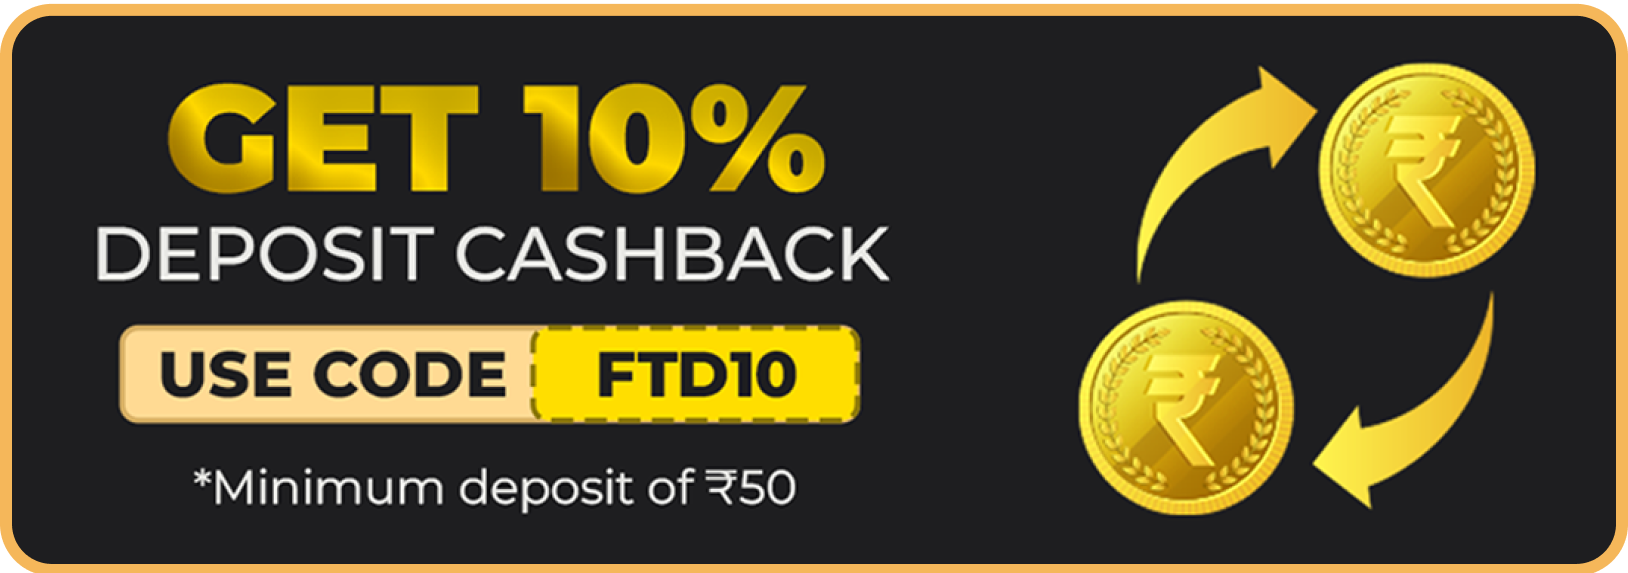 GET 10%
DEPOSIT CASHBACK
USE CODE FTD10
*Minimum deposit of ₹50
₹
₹